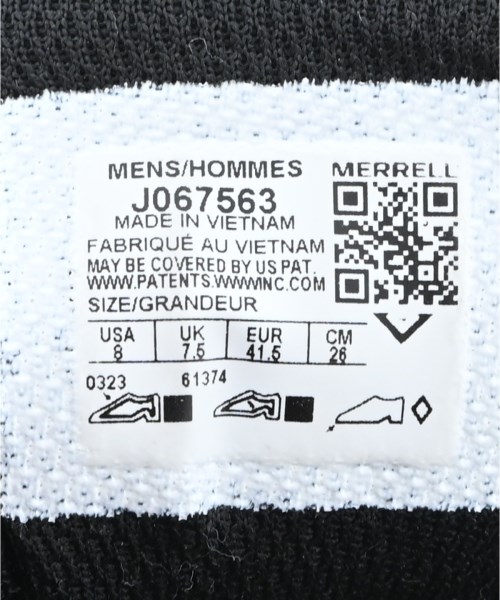 MENS/HOMMES
MERRELL
J067563
MADE IN VIETNAM
FABRIQUÉ AU VIETNAM
MAY BE COVERED BY US PAT.
WWW.PATENTS.WWWINC.COM
SIZE/GRANDEUR
USA UK EUR CM
8 7.5 41.5 26
0323 61374